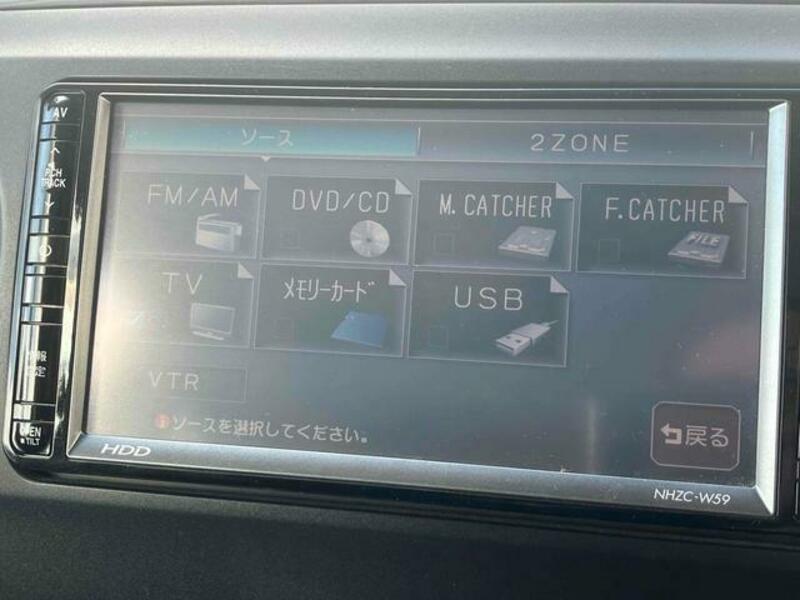 AV
TRACK
ソース
2ZONE
FM/AM
DVD/CD
M. CATCHER
F.CATCHER
TV
メモリーカード
USB
VTR
ソースを選択してください。
戻る
TILT
HDD
NHZC-W59
FILE